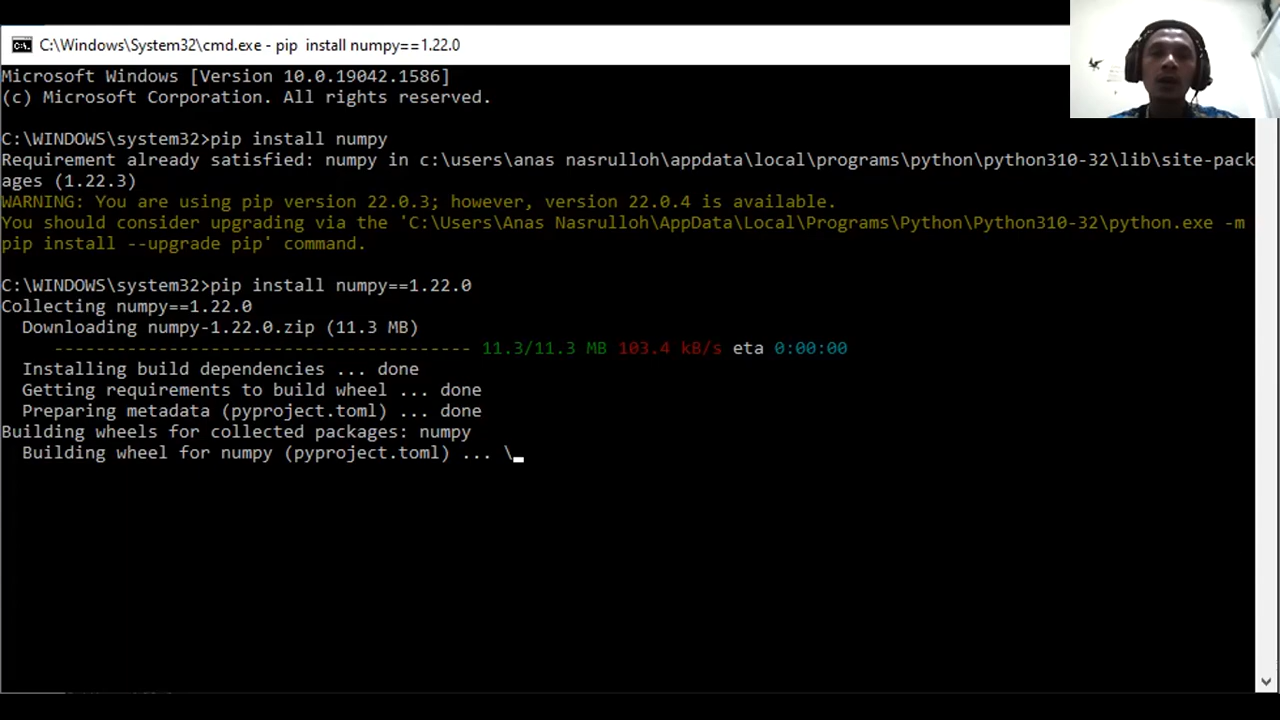 C:\Windows\System32\cmd.exe - pip  install numpy==1.22.0
Microsoft Windows [Version 10.0.19042.1586]
(c) Microsoft Corporation. All rights reserved.
C:\WINDOWS\system32>pip install numpy
Requirement already satisfied: numpy in c:\users\anas nasrulloh\appdata\local\programs\python\python310-32\lib\site-pack
ages (1.22.3)
WARNING: You are using pip version 22.0.3; however, version 22.0.4 is available.
You should consider upgrading via the 'C:\Users\Anas Nasrulloh\AppData\Local\Programs\Python\Python310-32\python.exe -m
pip install --upgrade pip' command.
C:\WINDOWS\system32>pip install numpy==1.22.0
Collecting numpy==1.22.0
  Downloading numpy-1.22.0.zip (11.3 MB)
     ---------------------------------------- 11.3/11.3 MB 103.4 kB/s eta 0:00:00
  Installing build dependencies ... done
  Getting requirements to build wheel ... done
  Preparing metadata (pyproject.toml) ... done
Building wheels for collected packages: numpy
  Building wheel for numpy (pyproject.toml) ... \